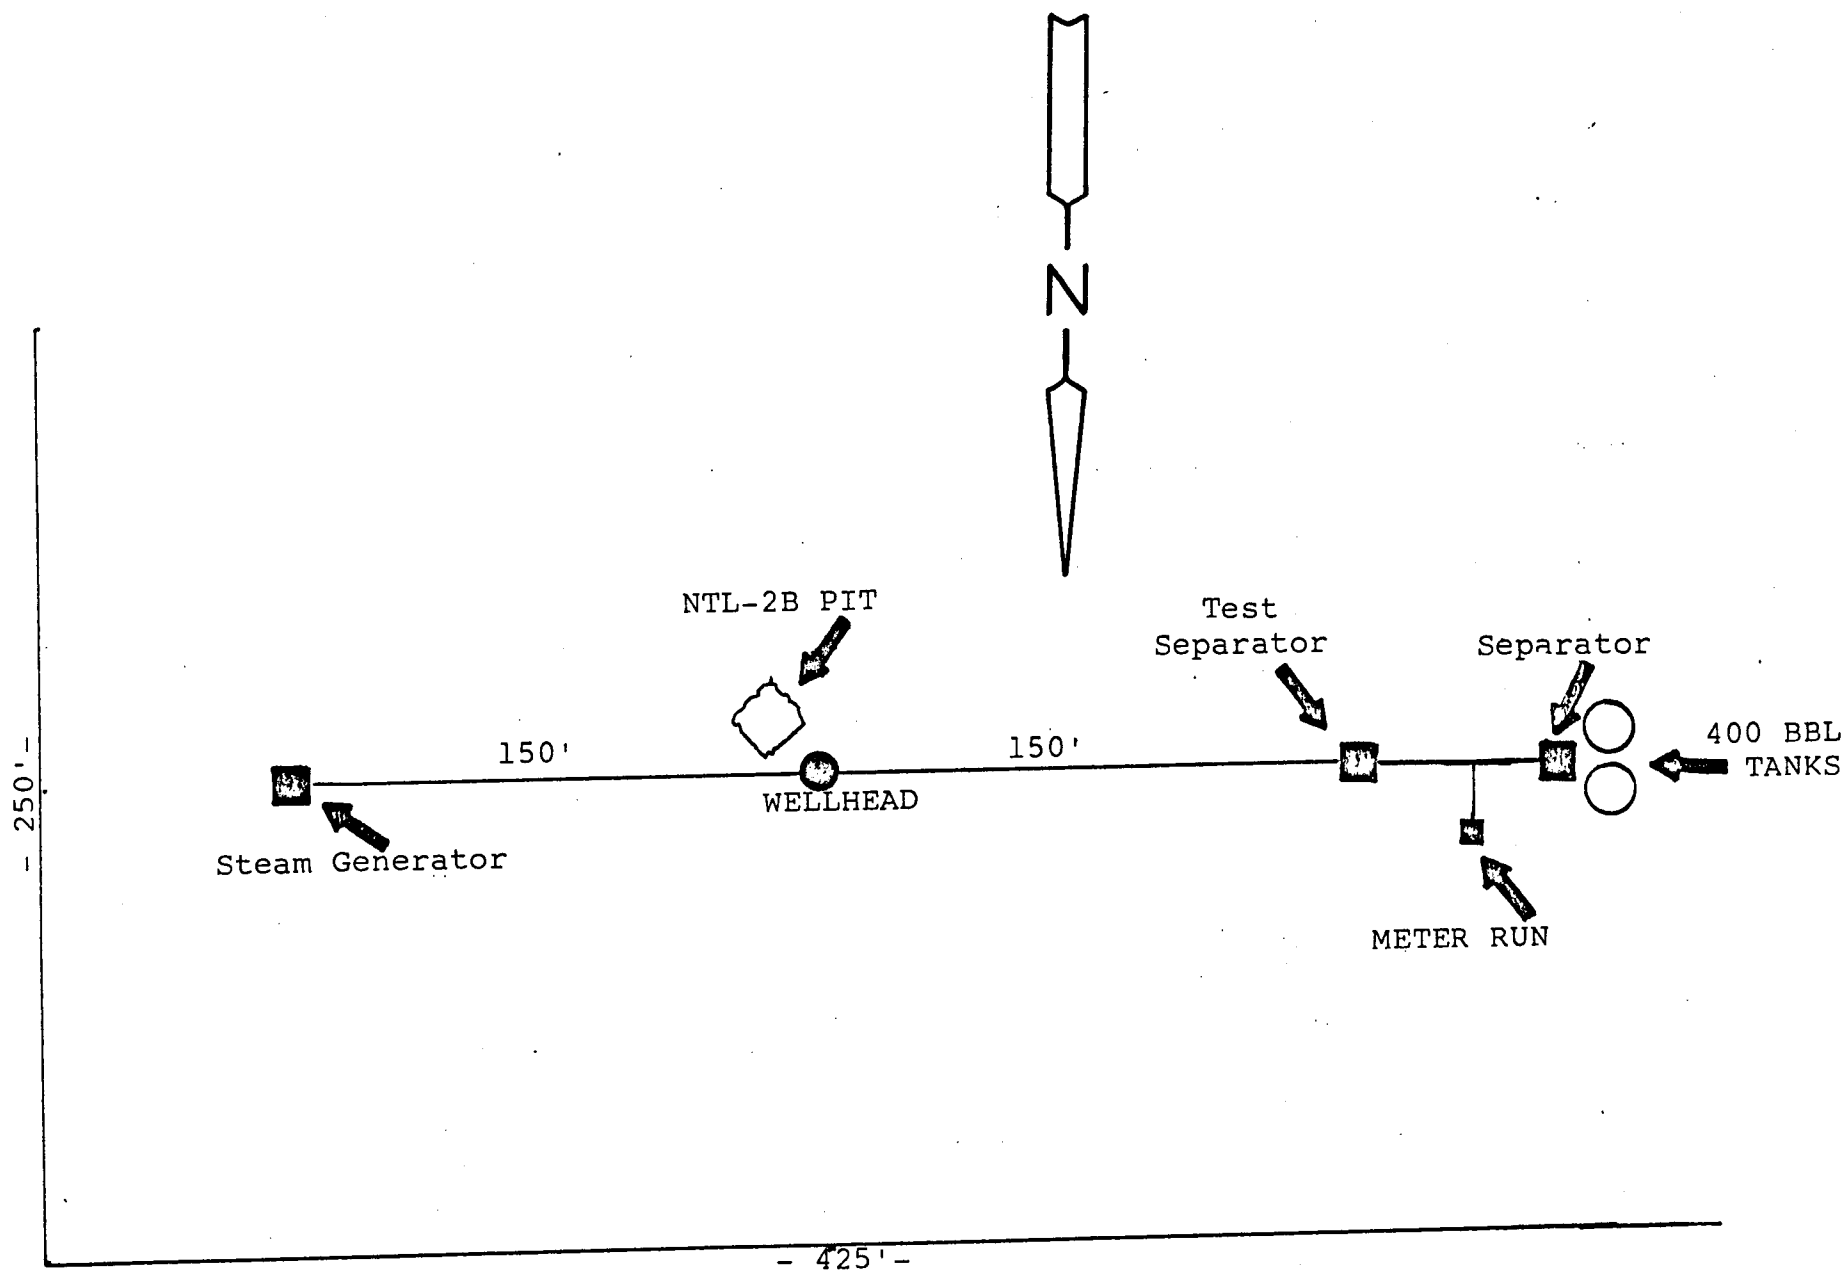 N
NTL-2B PIT
Test
Separator
Separator
150'
150'
400 BBL
TANKS
WELLHEAD
- 250'-
Steam Generator
METER RUN
- 425'-